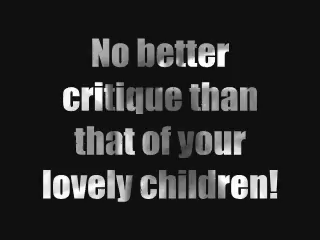 No better
critique than
that of your
lovely children!